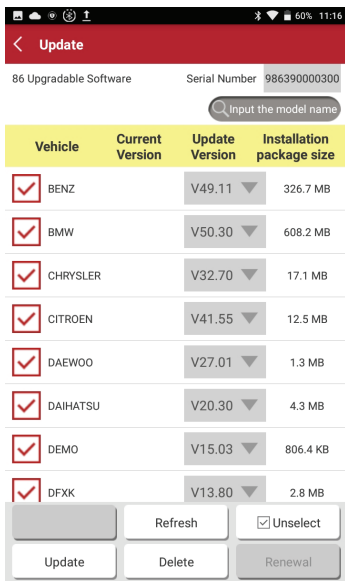 60% 11:16
Update
86 Upgradable Software Serial Number 986390000300
Input the model name
Vehicle Current Version Update Version Installation package size
BENZ V49.11 326.7 MB
BMW V50.30 608.2 MB
CHRYSLER V32.70 17.1 MB
CITROEN V41.55 12.5 MB
DAEWOO V27.01 1.3 MB
DAIHATSU V20.30 4.3 MB
DEMO V15.03 806.4 KB
DFXK V13.80 2.8 MB
Refresh Unselect
Update Delete Renewal